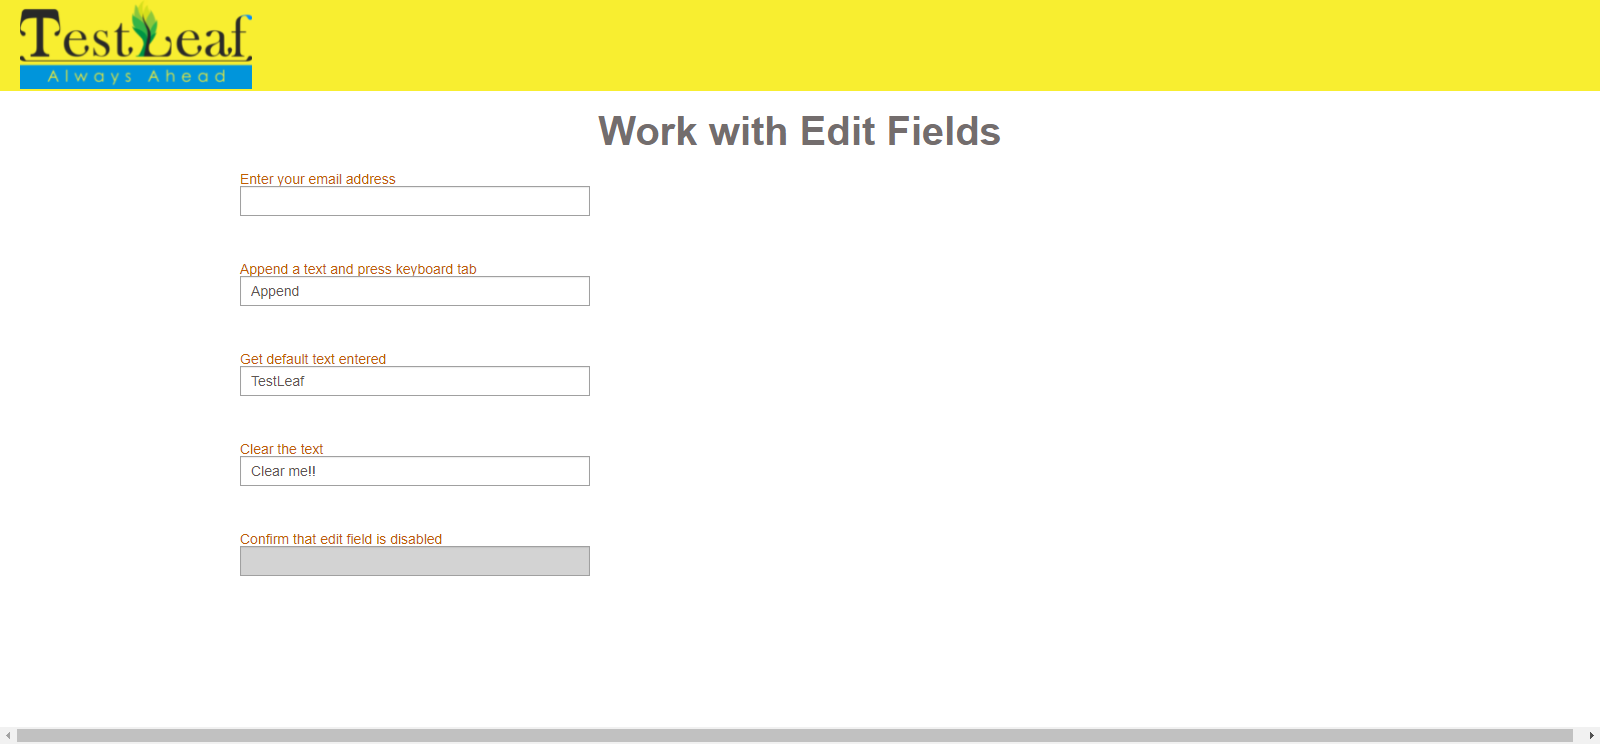 TestLeaf
Always Ahead
Work with Edit Fields
Enter your email address
Append a text and press keyboard tab
Append
Get default text entered
TestLeaf
Clear the text
Clear me!!
Confirm that edit field is disabled